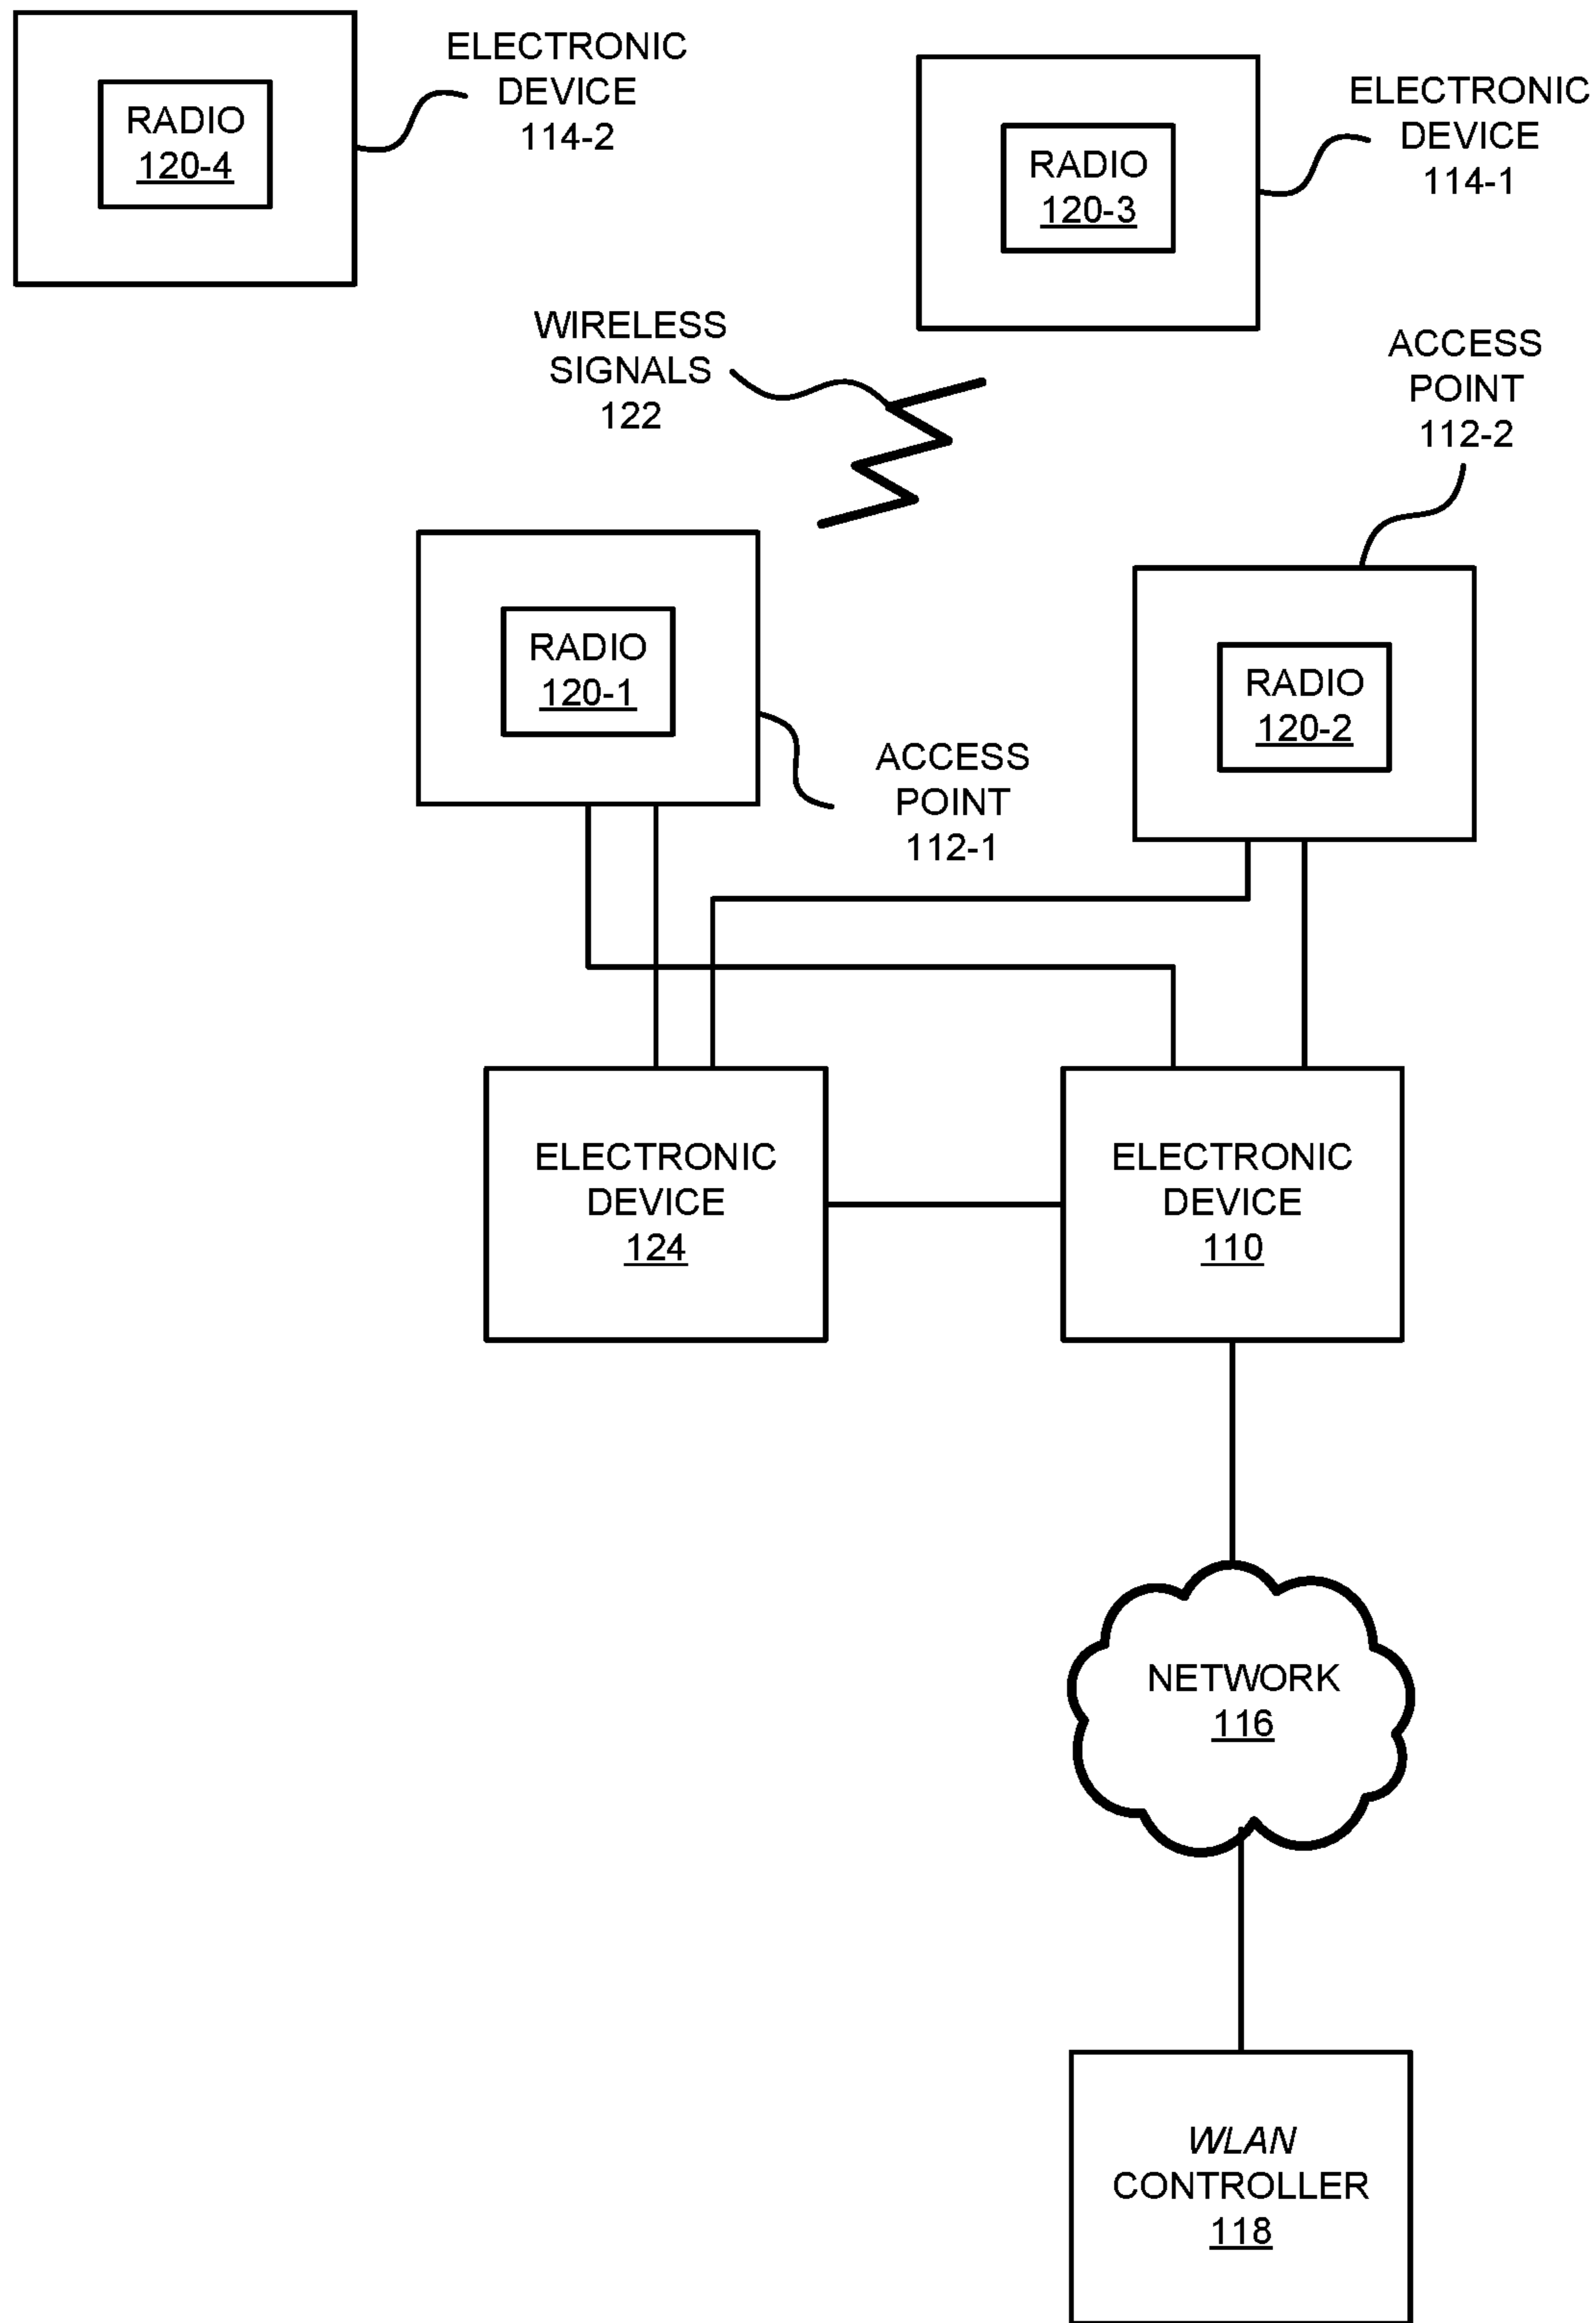 ELECTRONIC
DEVICE
114-2
RADIO
120-4
ELECTRONIC
DEVICE
114-1
RADIO
120-3
WIRELESS
SIGNALS
122
ACCESS
POINT
112-2
RADIO
120-1
RADIO
120-2
ACCESS
POINT
112-1
ELECTRONIC
DEVICE
124
ELECTRONIC
DEVICE
110
NETWORK
116
WLAN
CONTROLLER
118